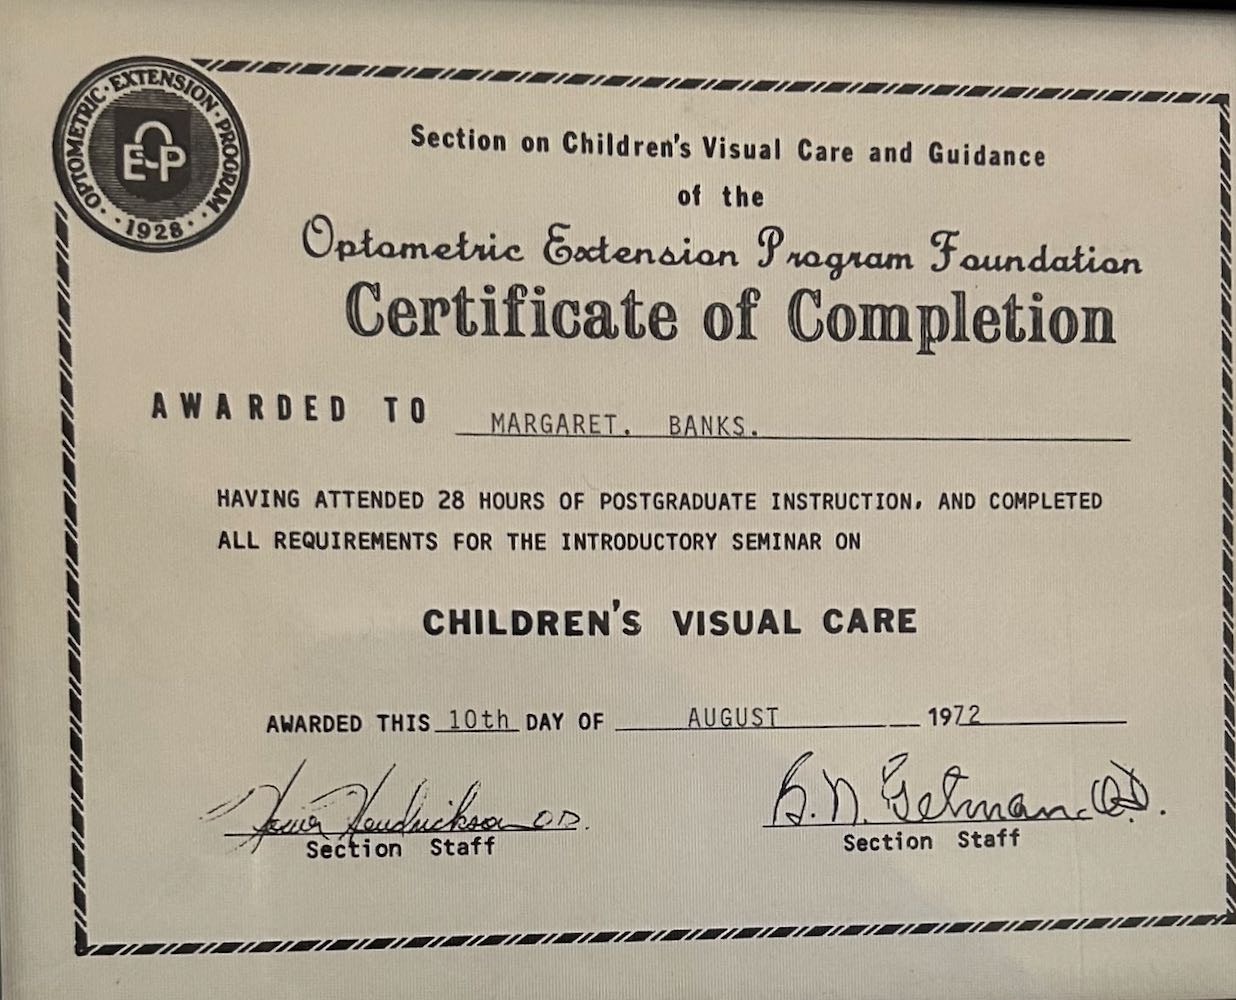 · OPTOMETRIC · EXTENSION · PROGRAM ·
E-P
· 1928 ·
Section on Children's Visual Care and Guidance
of the
Optometric Extension Program Foundation
Certificate of Completion
AWARDED TO MARGARET. BANKS.
HAVING ATTENDED 28 HOURS OF POSTGRADUATE INSTRUCTION, AND COMPLETED
ALL REQUIREMENTS FOR THE INTRODUCTORY SEMINAR ON
CHILDREN'S VISUAL CARE
AWARDED THIS 10th DAY OF AUGUST 1972
Hendrickson O.D. G.N. Getman O.D.
Section Staff Section Staff